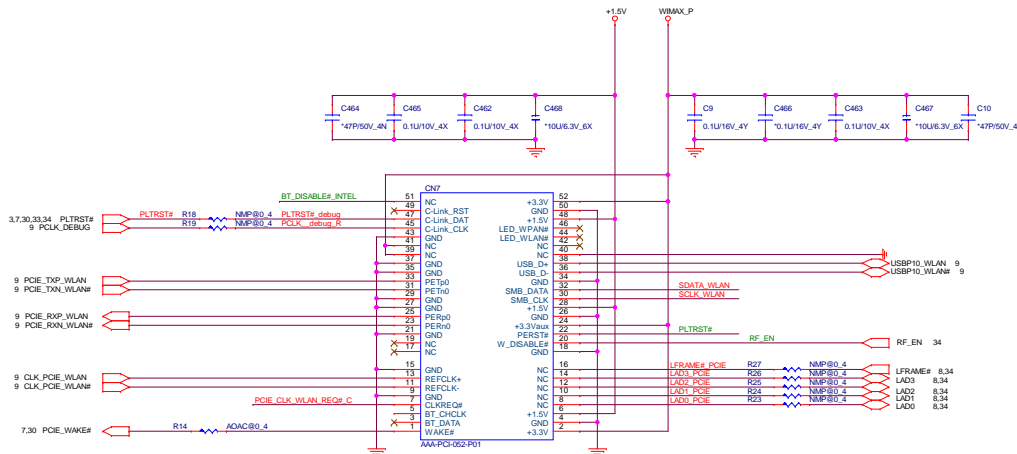 +1.5V WIMAX_P
C464 C465 C462 C468 C9 C466 C463 C467 C10
*47P/50V_4N 0.1U/10V_4X 0.1U/10V_4X *10U/6.3V_6X 0.1U/16V_4Y *0.1U/16V_4Y 0.1U/10V_4X *10U/6.3V_6X *47P/50V_4
CN7
BT_DISABLE#_INTEL 51 NC +3.3V 52
49 C-Link_RST GND 50
3,7,30,33,34 PLTRST# PLTRST# R18 NMP@0_4 PLTRST#_debug 47 C-Link_DAT +1.5V 48
9 PCLK_DEBUG R19 NMP@0_4 PCLK__debug_R 45 C-Link_CLK LED_WPAN# 46
43 GND LED_WLAN# 44
41 NC NC 42
39 NC NC 40
37 GND USB_D+ 38 USBP10_WLAN 9
35 GND USB_D- 36 USBP10_WLAN# 9
9 PCIE_TXP_WLAN 33 PETp0 GND 34
9 PCIE_TXN_WLAN# 31 PETn0 SMB_DATA 32 SDATA_WLAN
29 GND SMB_CLK 30 SCLK_WLAN
27 GND +1.5V 28
9 PCIE_RXP_WLAN 25 PERp0 GND 26
9 PCIE_RXN_WLAN# 23 PERn0 +3.3Vaux 24
21 GND PERST# 22 PLTRST#
19 NC W_DISABLE# 20 RF_EN RF_EN 34
17 NC GND 18
15 GND NC 16 LFRAME#_PCIE R27 NMP@0_4 LFRAME# 8,34
9 CLK_PCIE_WLAN 13 REFCLK+ NC 14 LAD3_PCIE R26 NMP@0_4 LAD3 8,34
9 CLK_PCIE_WLAN# 11 REFCLK- NC 12 LAD2_PCIE R25 NMP@0_4 LAD2 8,34
9 GND NC 10 LAD1_PCIE R24 NMP@0_4 LAD1 8,34
PCIE_CLK_WLAN_REQ#_C 7 CLKREQ# NC 8 LAD0_PCIE R23 NMP@0_4 LAD0 8,34
5 BT_CHCLK +1.5V 6
3 BT_DATA GND 4
7,30 PCIE_WAKE# R14 AOAC@0_4 1 WAKE# +3.3V 2
AAA-PCI-052-P01